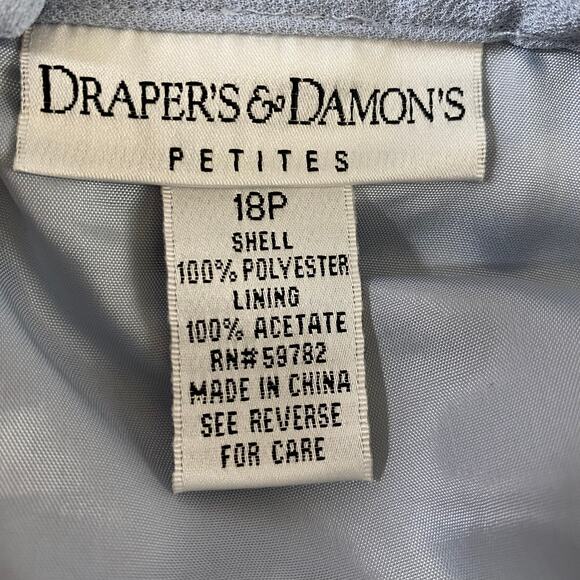 DRAPER'S & DAMON'S
PETITES
18P
SHELL
100% POLYESTER
LINING
100% ACETATE
RN# 59782
MADE IN CHINA
SEE REVERSE
FOR CARE